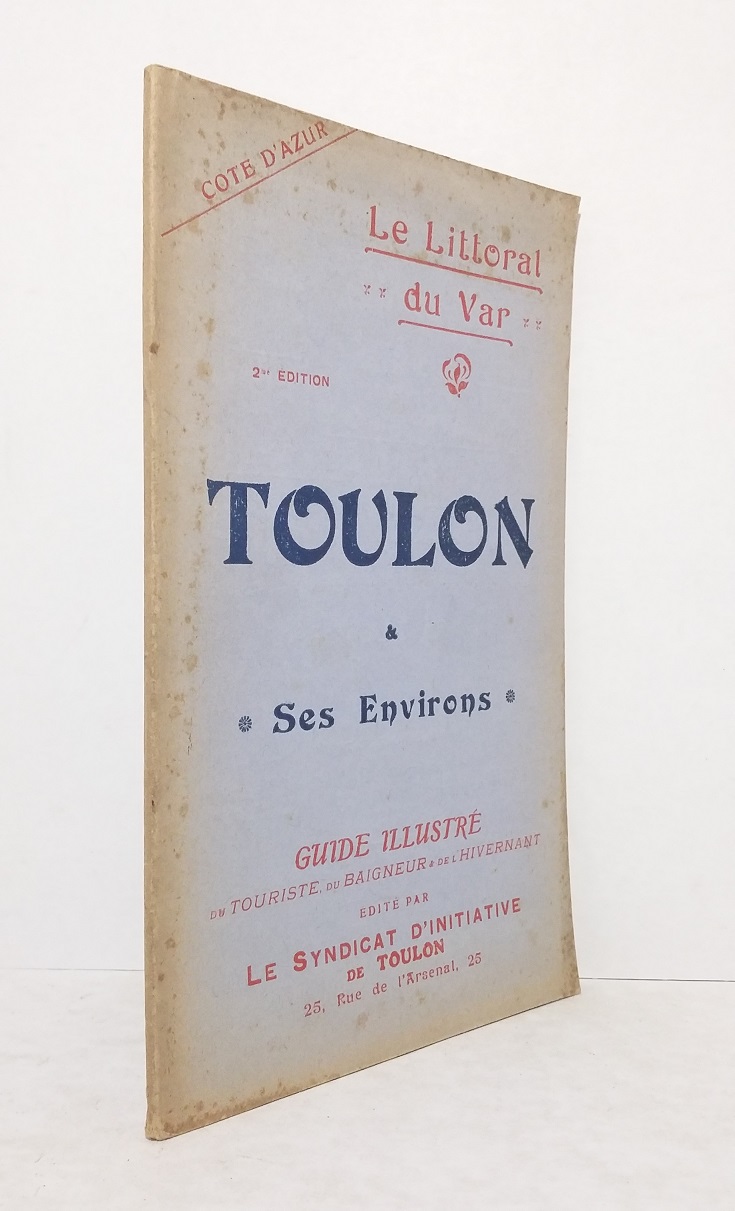 COTE D'AZUR
Le Littoral
du Var
2me EDITION
TOULON
&
Ses Environs
GUIDE ILLUSTRÉ
DU TOURISTE, DU BAIGNEUR & DE L'HIVERNANT
ÉDITÉ PAR
LE SYNDICAT D'INITIATIVE
DE TOULON
25, Rue de l'Arsenal, 25